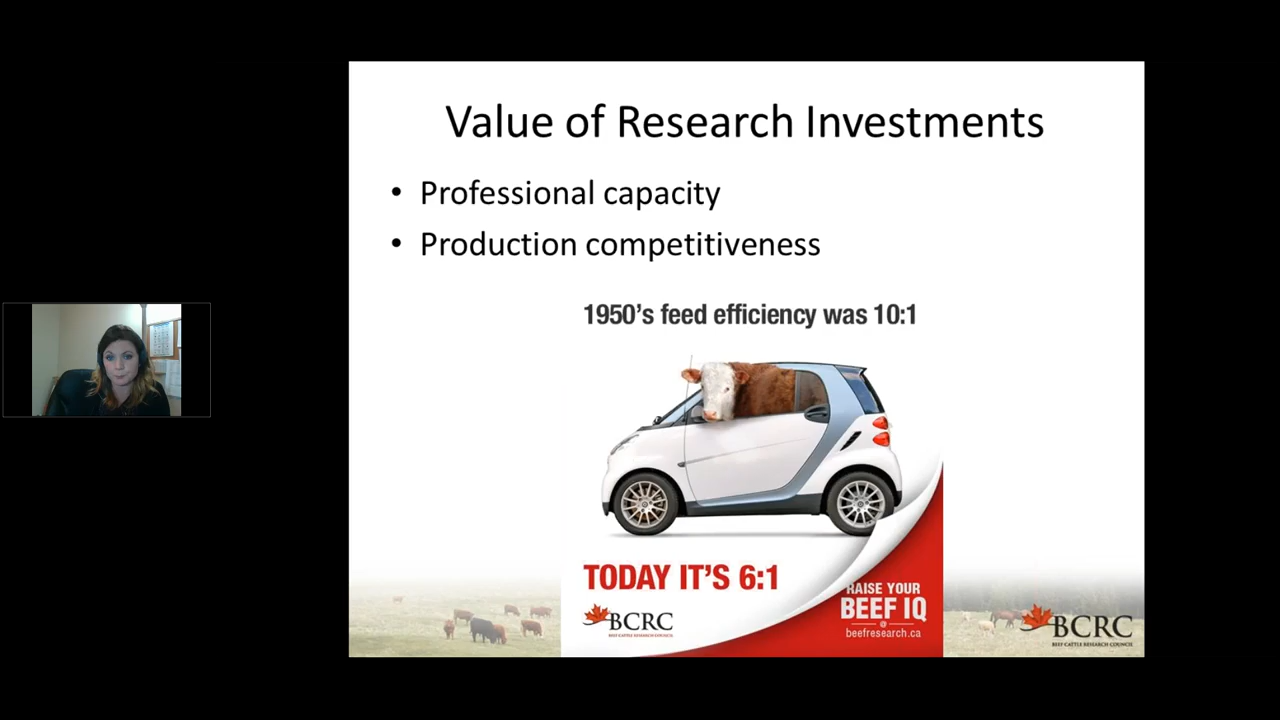 Value of Research Investments
• Professional capacity
• Production competitiveness
1950's feed efficiency was 10:1
TODAY IT'S 6:1
BCRC
BEEF CATTLE RESEARCH COUNCIL
RAISE YOUR
BEEF IQ
@
beefresearch.ca
BCRC
BEEF CATTLE RESEARCH COUNCIL